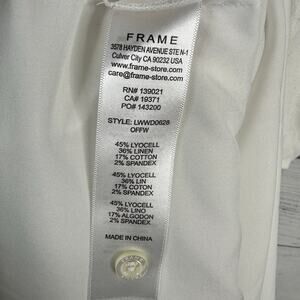 FRAME
3578 HAYDEN AVENUE STE N-1
Culver City CA 90232 USA
www.frame-store.com
care@frame-store.com
RN# 139021
CA# 19371
PO# 143200
STYLE: LWWD0628
OFFW
45% LYOCELL
36% LINEN
17% COTTON
2% SPANDEX
45% LYOCELL
36% LIN
17% COTON
2% SPANDEX
45% LYOCELL
36% LINO
17% ALGODON
2% SPANDEX
MADE IN CHINA
FRAME